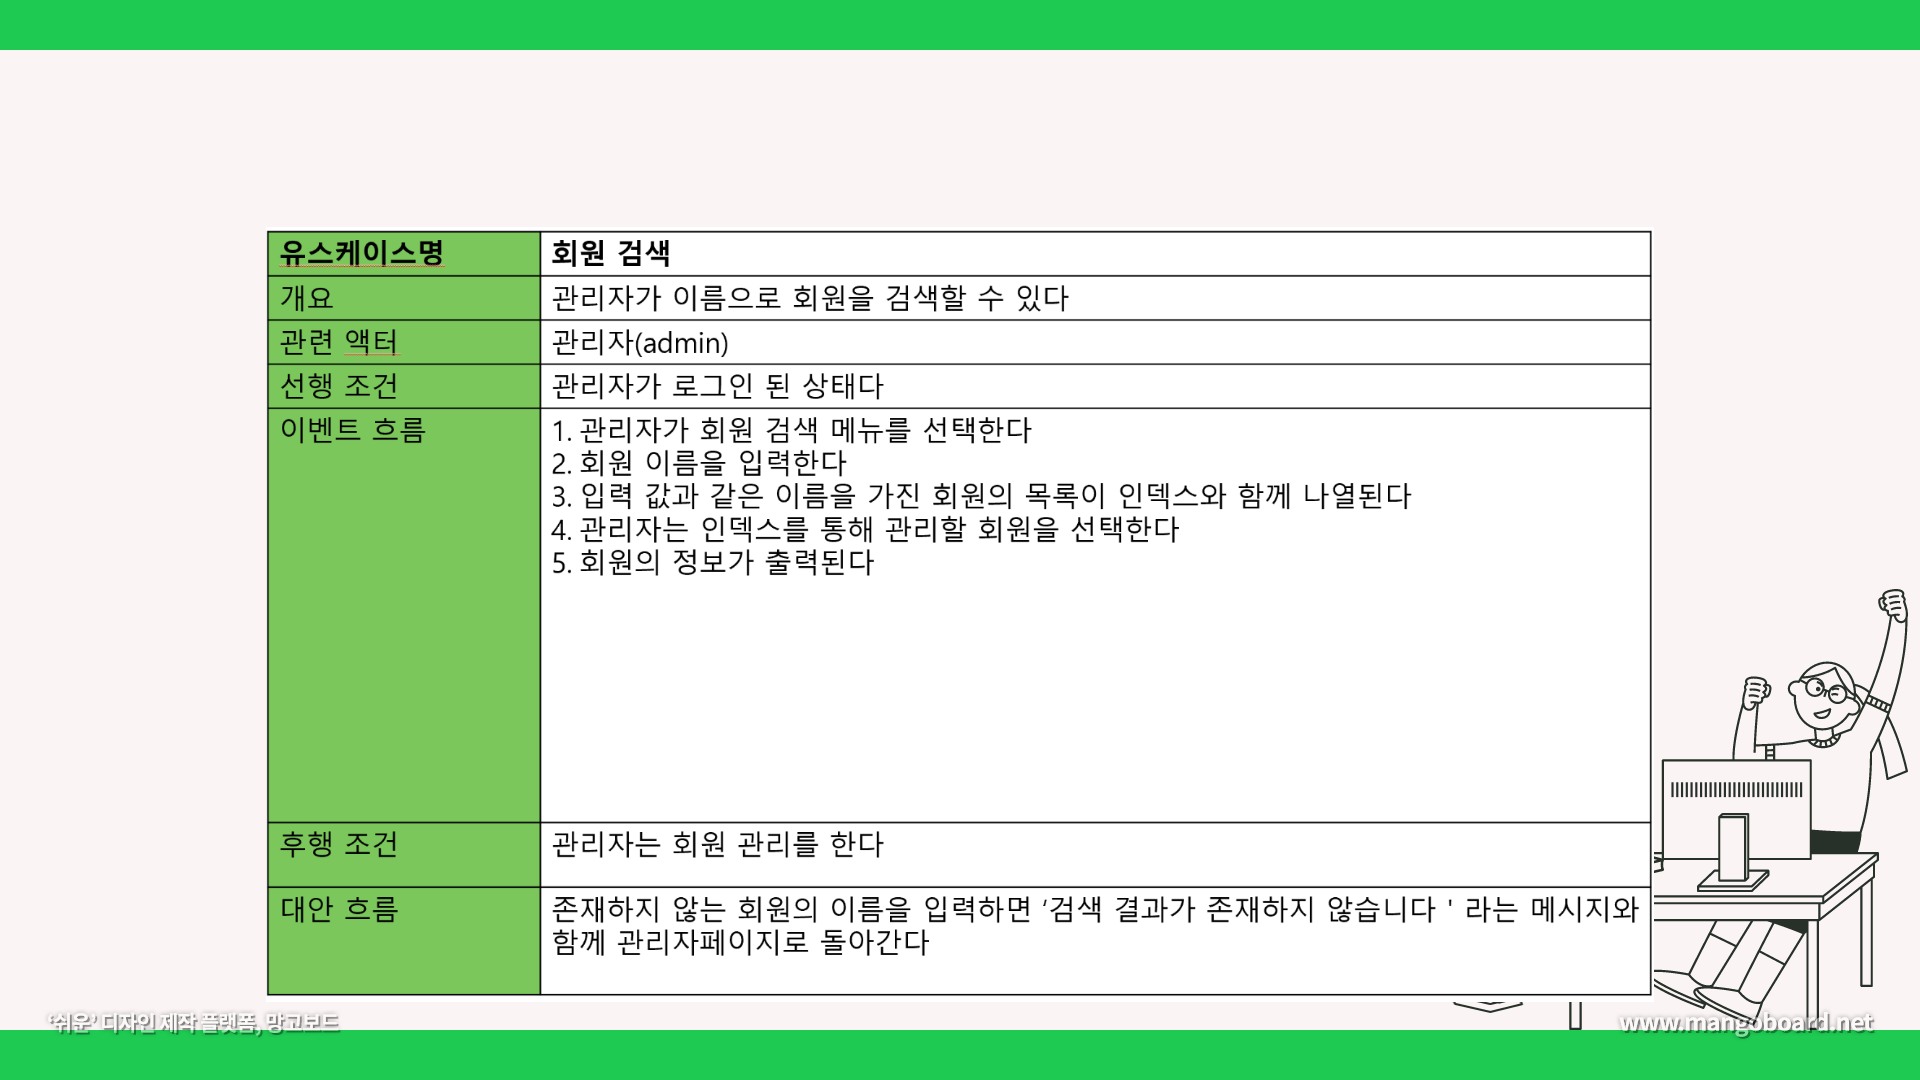 유스케이스명 회원 검색
개요 관리자가 이름으로 회원을 검색할 수 있다
관련 액터 관리자(admin)
선행 조건 관리자가 로그인 된 상태다
이벤트 흐름 1. 관리자가 회원 검색 메뉴를 선택한다
2. 회원 이름을 입력한다
3. 입력 값과 같은 이름을 가진 회원의 목록이 인덱스와 함께 나열된다
4. 관리자는 인덱스를 통해 관리할 회원을 선택한다
5. 회원의 정보가 출력된다
후행 조건 관리자는 회원 관리를 한다
대안 흐름 존재하지 않는 회원의 이름을 입력하면 ‘검색 결과가 존재하지 않습니다 ' 라는 메시지와
함께 관리자페이지로 돌아간다
‘쉬운’ 디자인 제작 플랫폼, 망고보드
www.mangoboard.net